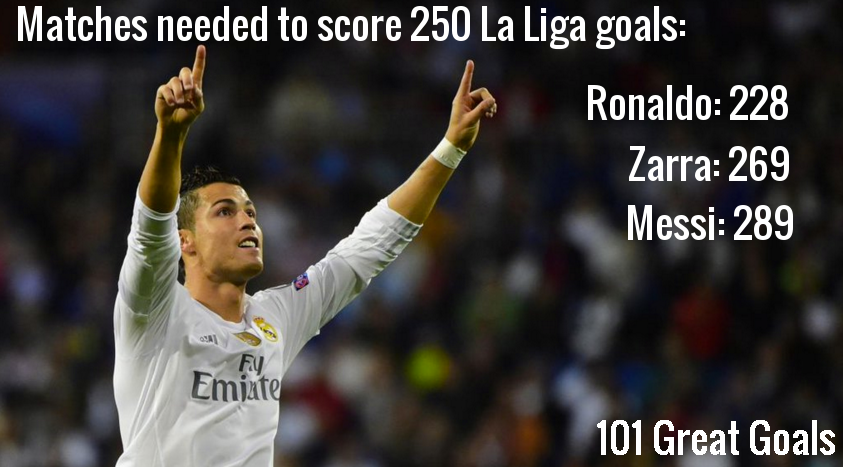 Matches needed to score 250 La Liga goals:
Ronaldo: 228
Zarra: 269
Messi: 289
Fly
Emirates
101 Great Goals